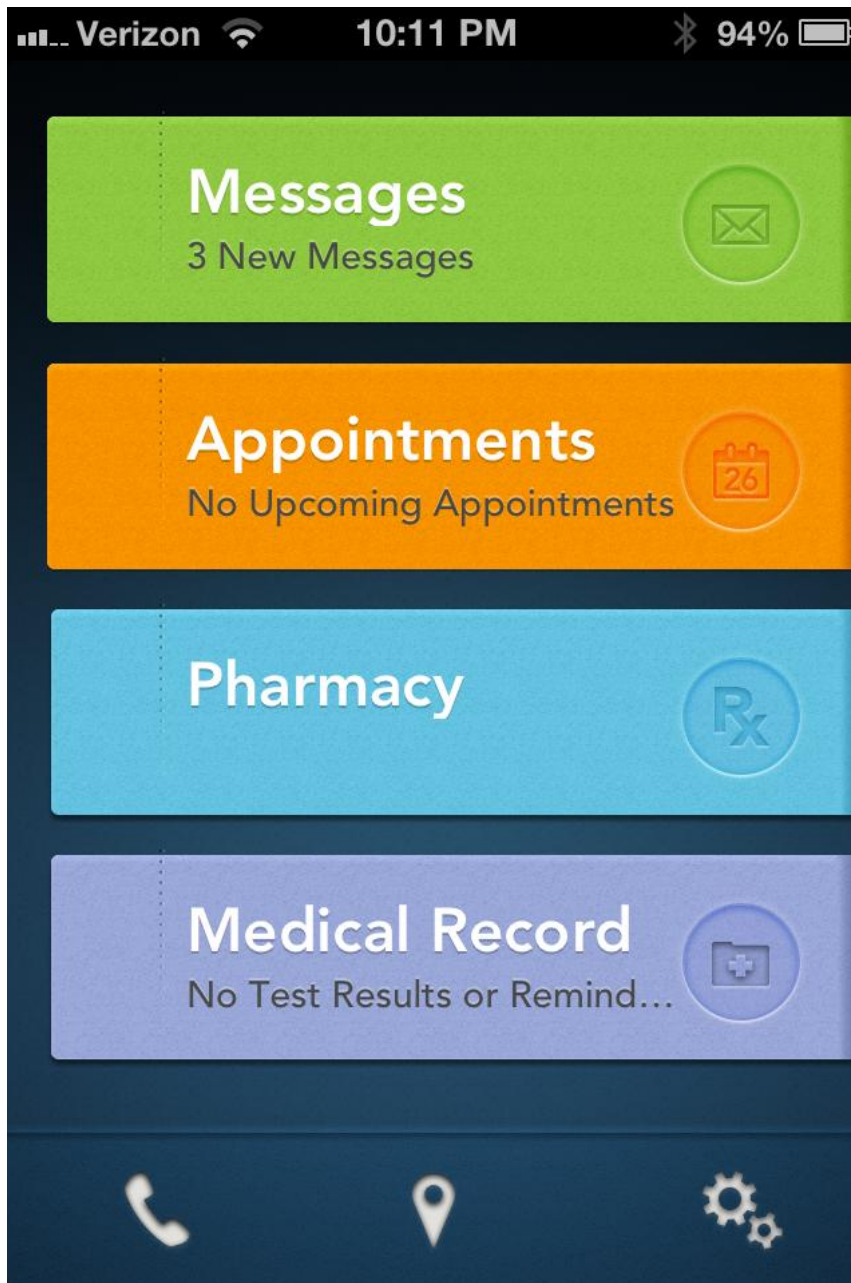 Verizon 10:11 PM 94%
Messages
3 New Messages
Appointments
26
No Upcoming Appointments
Pharmacy
Rx
Medical Record
No Test Results or Remind...